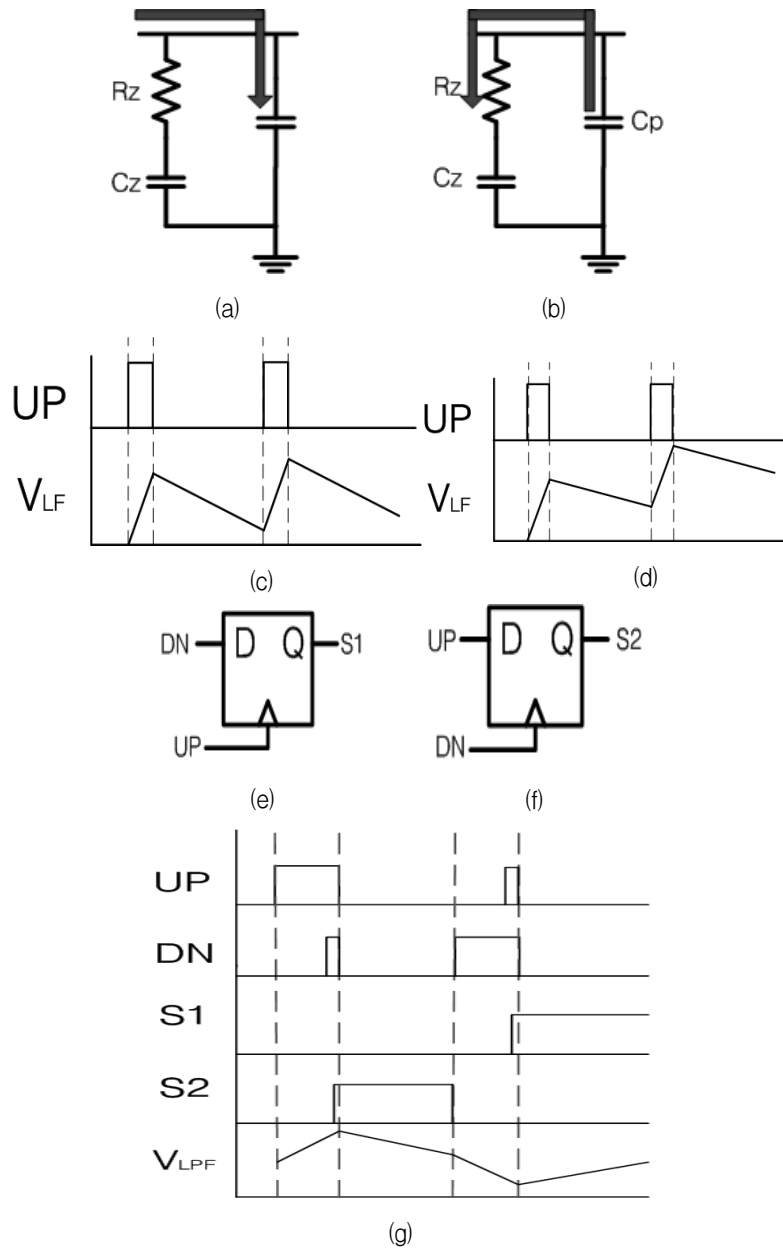 Rz
Cz
(a)
Rz
Cz
Cp
(b)
UP
VLF
(c)
UP
VLF
(d)
DN D Q S1
UP
(e)
UP D Q S2
DN
(f)
UP
DN
S1
S2
VLPF
(g)